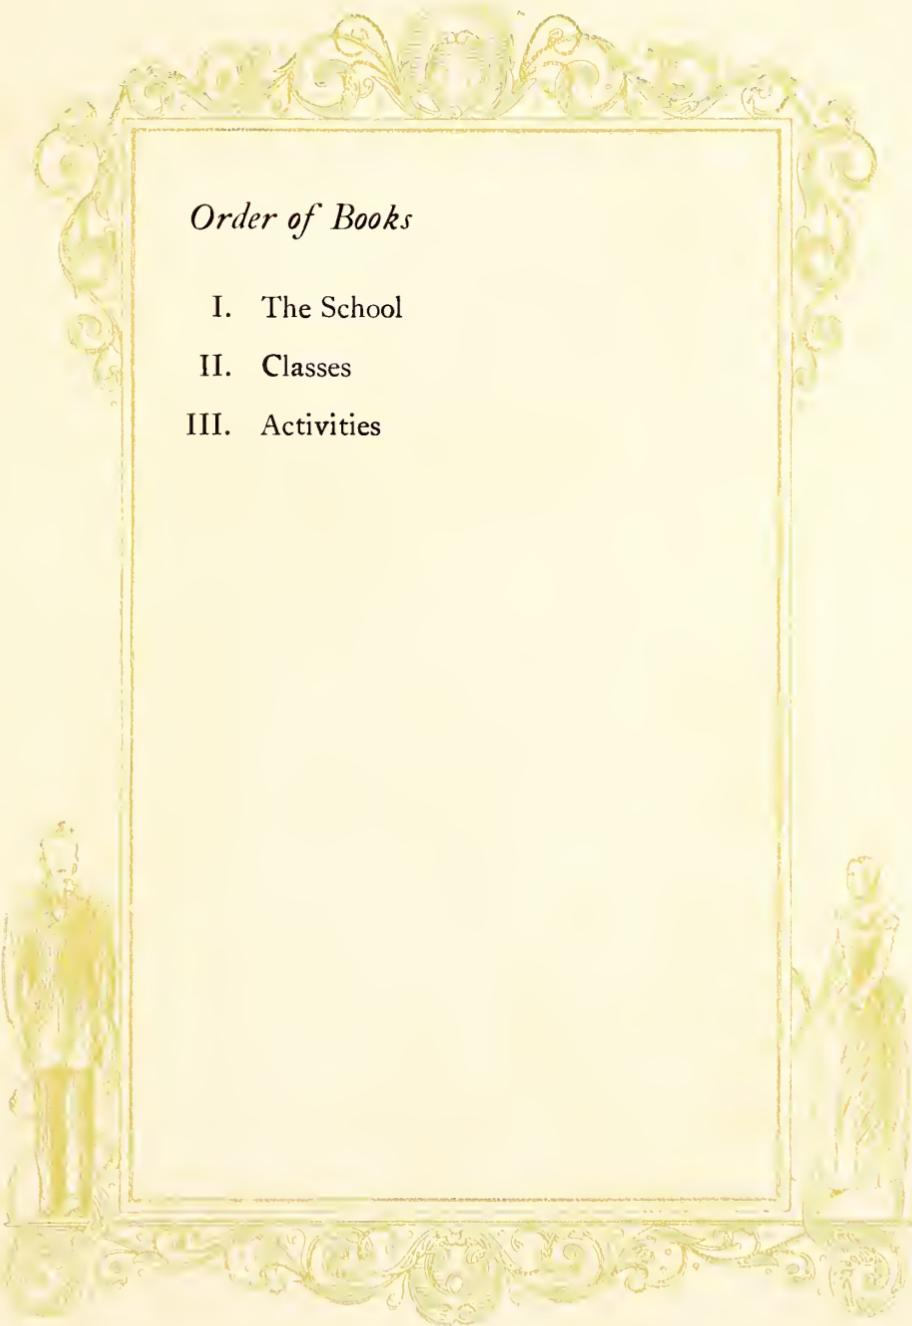 Order of Books
I. The School
II. Classes
III. Activities